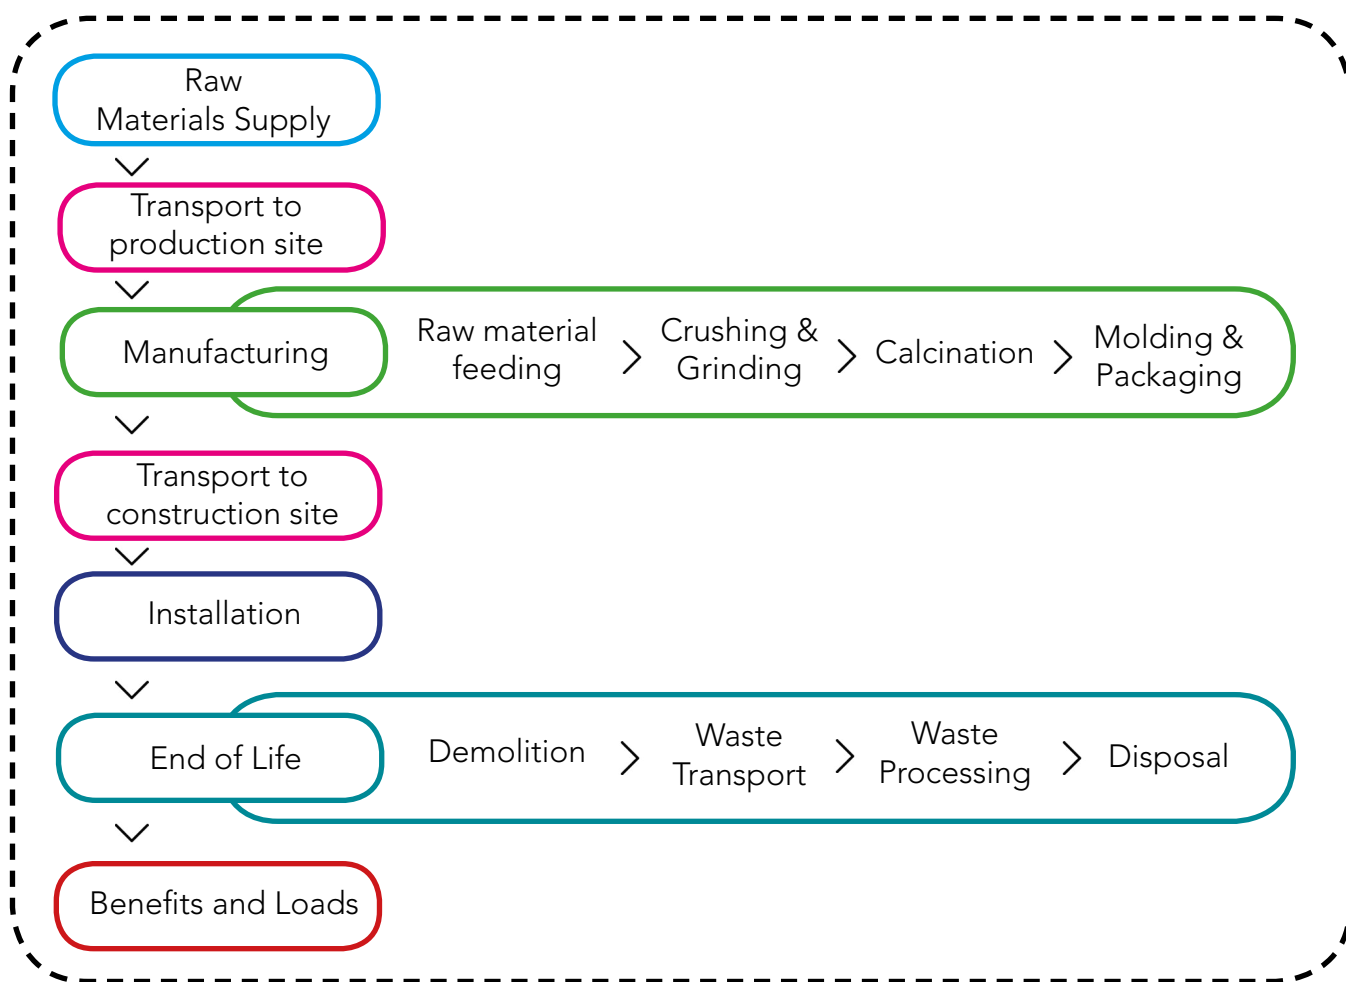 Raw
Materials Supply
Transport to
production site
Manufacturing
Raw material
feeding
Crushing &
Grinding
Calcination
Molding &
Packaging
Transport to
construction site
Installation
End of Life
Demolition
Waste
Transport
Waste
Processing
Disposal
Benefits and Loads